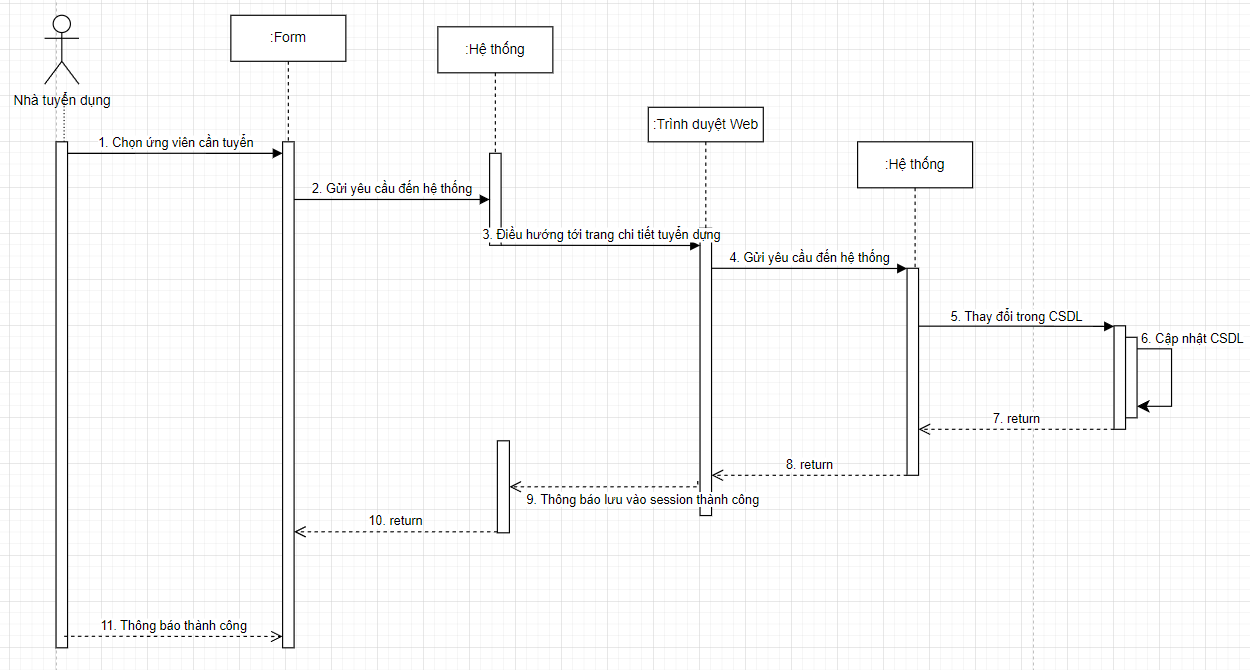 :Form
:Hệ thống
Nhà tuyển dụng
:Trình duyệt Web
1. Chọn ứng viên cần tuyển
:Hệ thống
2. Gửi yêu cầu đến hệ thống
3. Điều hướng tới trang chi tiết tuyển dụng
4. Gửi yêu cầu đến hệ thống
5. Thay đổi trong CSDL
6. Cập nhật CSDL
7. return
8. return
9. Thông báo lưu vào session thành công
10. return
11. Thông báo thành công